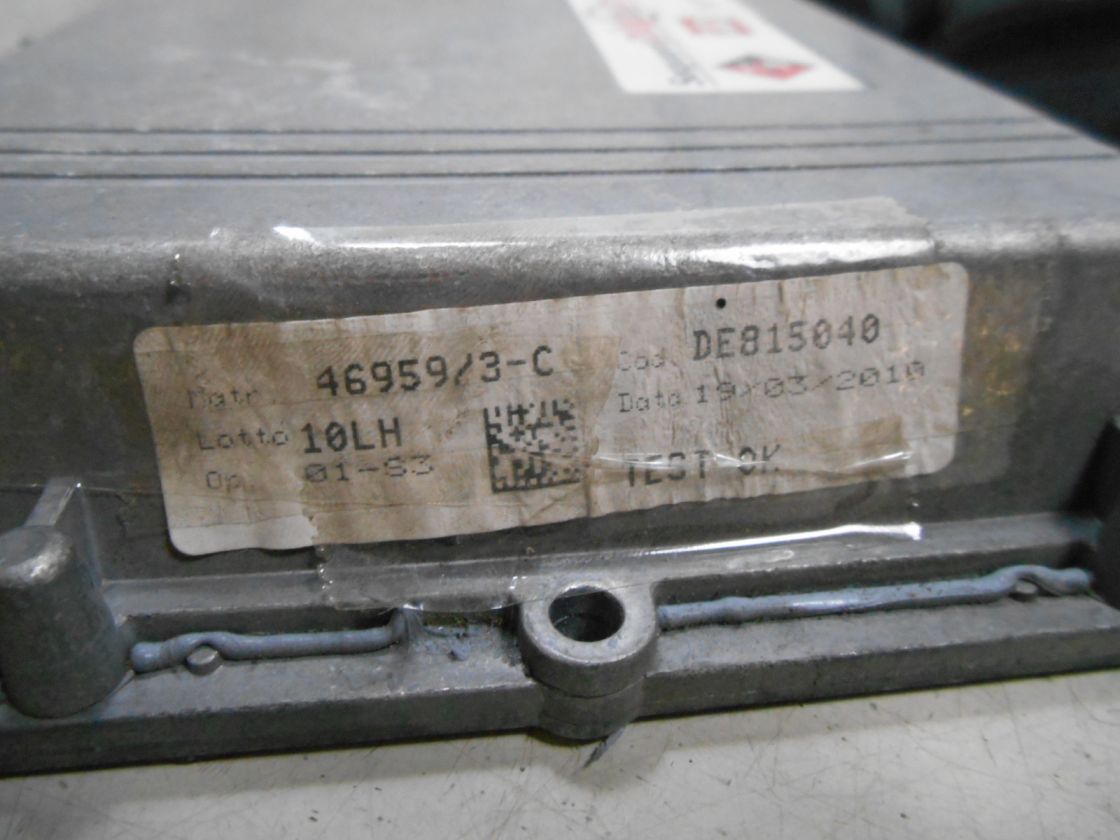 Matr. 46959/3-C
Lotto 10LH
Op. 01-S3
Cod. DE815040
Data 19/03/2010
TEST OK